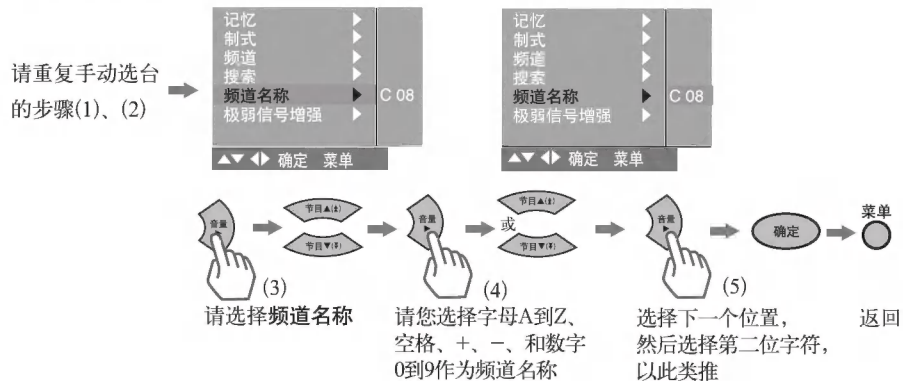 请重复手动选台
的步骤(1)、(2)
记忆
制式
频道
搜索
频道名称
极弱信号增强
C 08
▲▼ ◀▶ 确定 菜单
记忆
制式
频道
搜索
频道名称
极弱信号增强
C 08
▲▼ ◀▶ 确定 菜单
音量
节目▲(±)
节目▼(∓)
音量
节目▲(±)
或
节目▼(∓)
音量
确定
菜单
(3)
请选择频道名称
(4)
请您选择字母A到Z、
空格、+、−、和数字
0到9作为频道名称
(5)
选择下一个位置，
然后选择第二位字符，
以此类推
返回